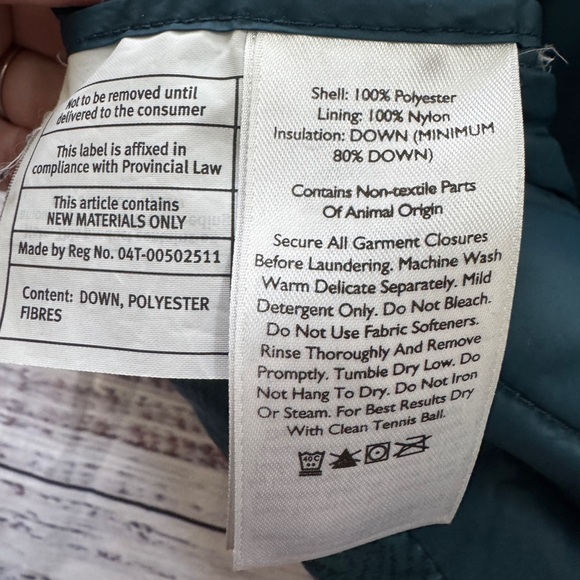 Not to be removed until
delivered to the consumer
This label is affixed in
compliance with Provincial Law
This article contains
NEW MATERIALS ONLY
Made by Reg No. 04T-00502511
Content: DOWN, POLYESTER
FIBRES
Shell: 100% Polyester
Lining: 100% Nylon
Insulation: DOWN (MINIMUM
80% DOWN)
Contains Non-textile Parts
Of Animal Origin
Secure All Garment Closures
Before Laundering. Machine Wash
Warm Delicate Separately. Mild
Detergent Only. Do Not Bleach.
Do Not Use Fabric Softeners.
Rinse Thoroughly And Remove
Promptly. Tumble Dry Low. Do
Not Hang To Dry. Do Not Iron
Or Steam. For Best Results Dry
With Clean Tennis Ball.
40C